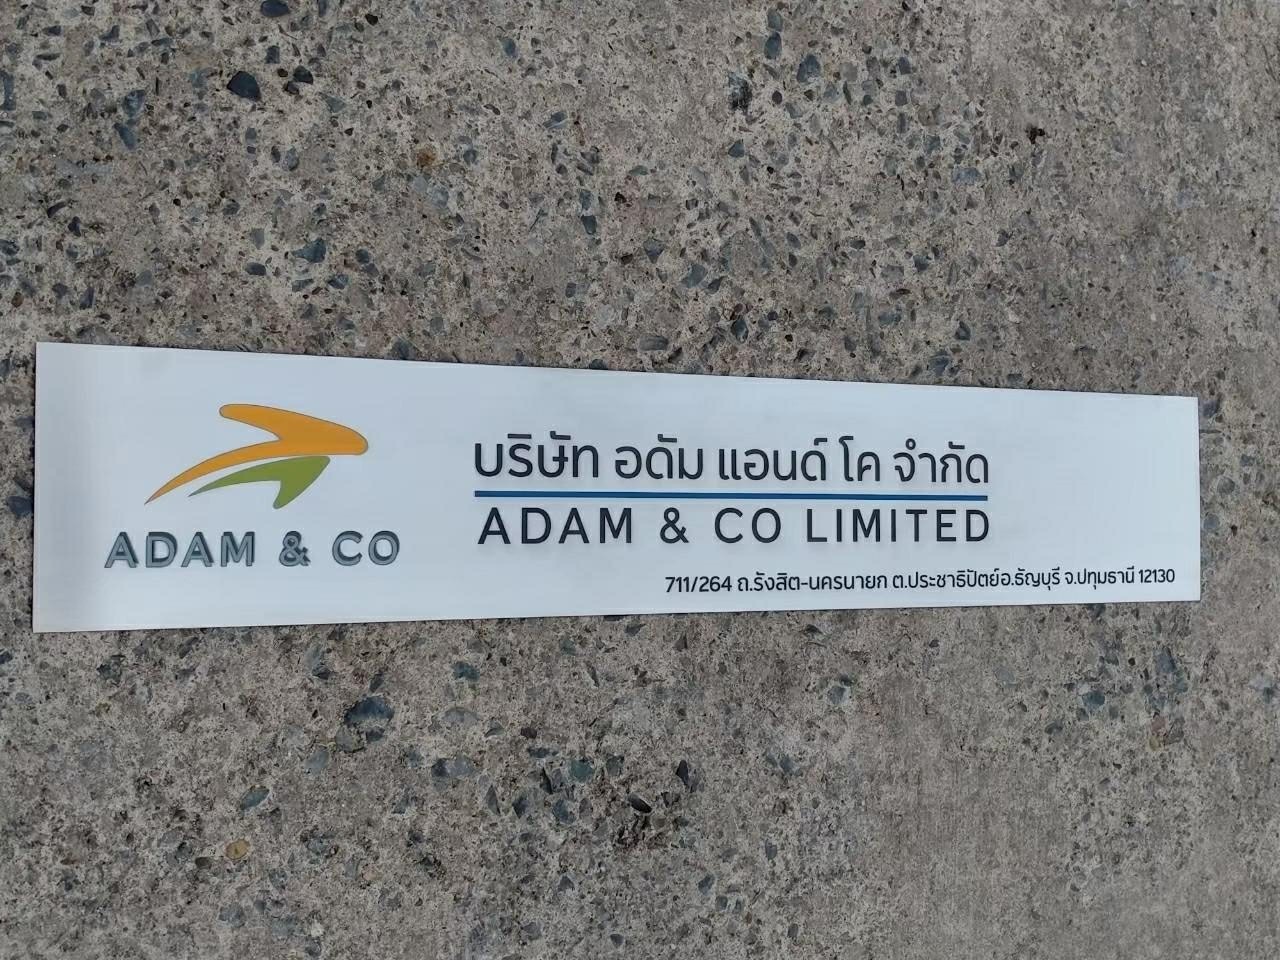 ADAM & CO
บริษัท อดัม แอนด์ โค จำกัด
ADAM & CO LIMITED
711/264 ถ.รังสิต-นครนายก ต.ประชาธิปัตย์อ.ธัญบุรี จ.ปทุมธานี 12130